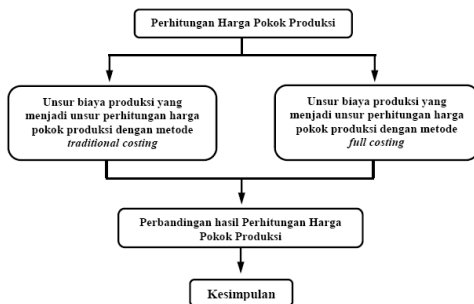 Perhitungan Harga Pokok Produksi
Unsur biaya produksi yang
menjadi unsur perhitungan harga
pokok produksi dengan metode
traditional costing
Unsur biaya produksi yang
menjadi unsur perhitungan harga
pokok produksi dengan metode
full costing
Perbandingan hasil Perhitungan Harga
Pokok Produksi
Kesimpulan